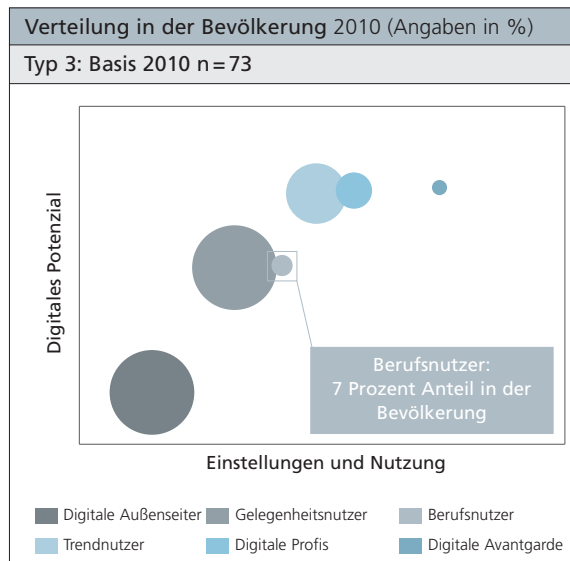 Verteilung in der Bevölkerung 2010 (Angaben in %)
Typ 3: Basis 2010 n=73
Digitales Potenzial
Berufsnutzer:
7 Prozent Anteil in der
Bevölkerung
Einstellungen und Nutzung
Digitale Außenseiter
Gelegenheitsnutzer
Berufsnutzer
Trendnutzer
Digitale Profis
Digitale Avantgarde